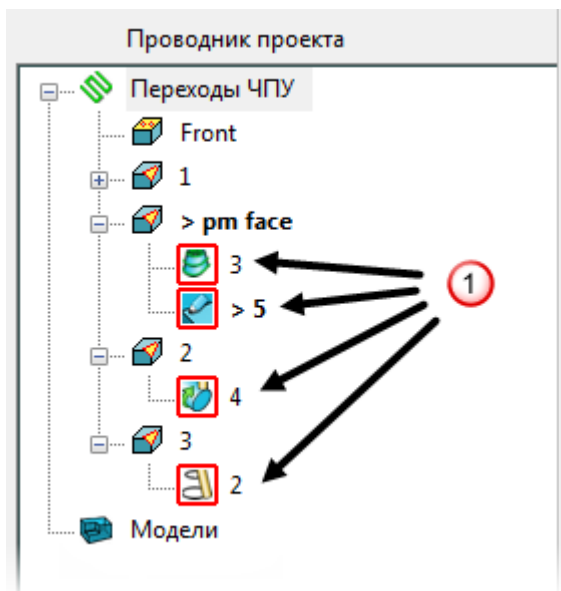 Проводник проекта
Переходы ЧПУ
Front
1
> pm face
3
1
> 5
2
4
3
2
Модели